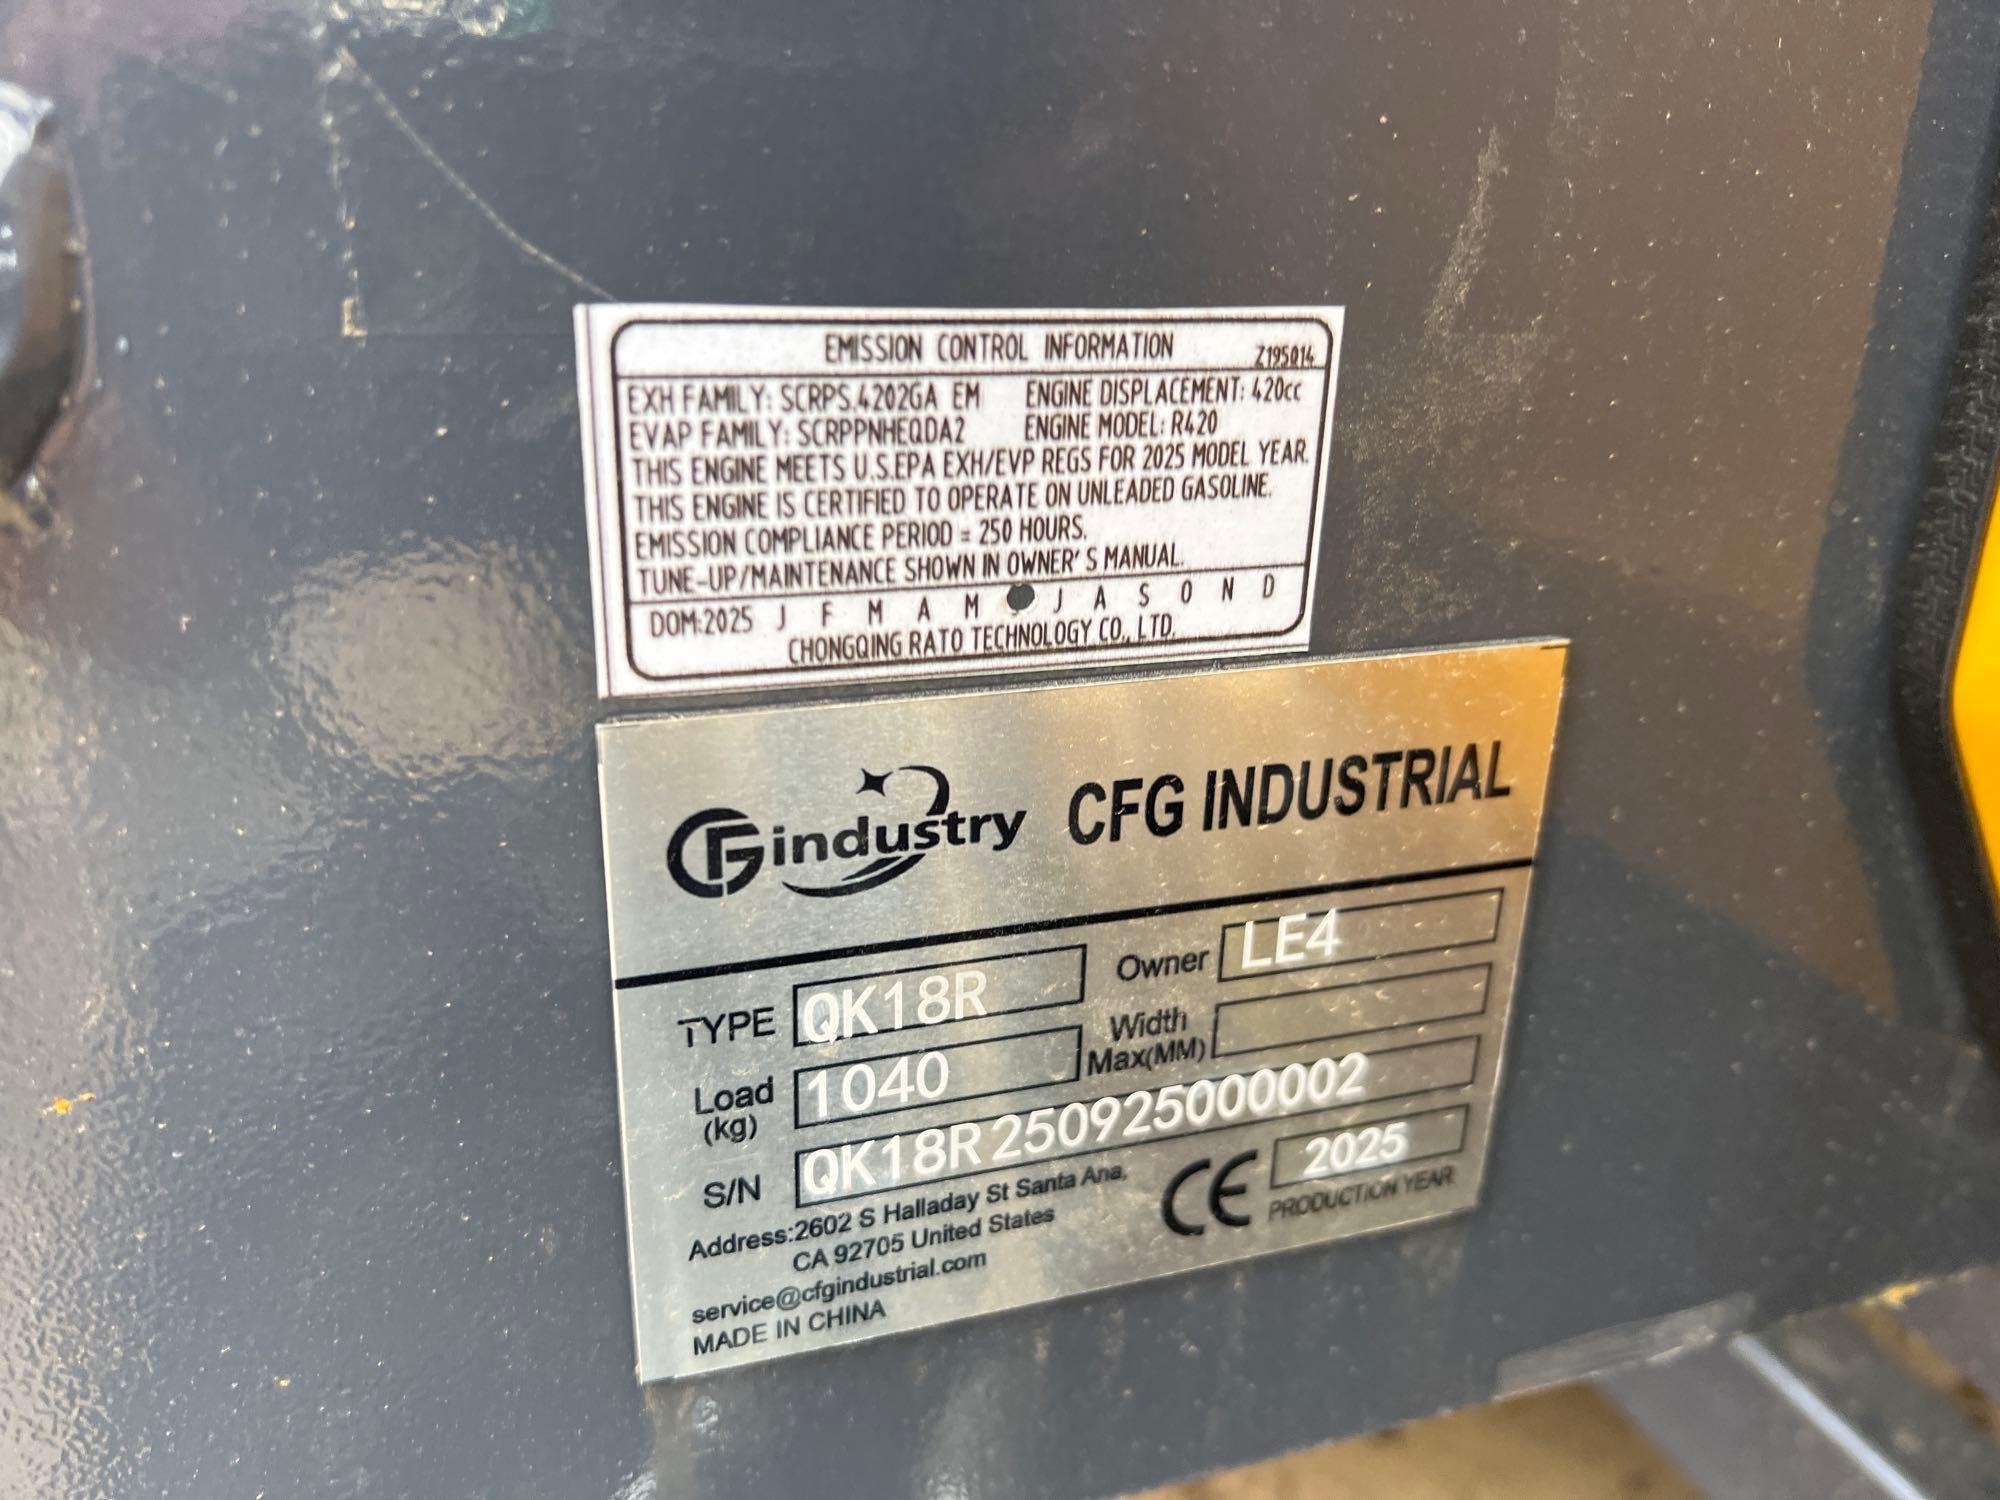 EMISSION CONTROL INFORMATION Z195014
EXH FAMILY: SCRPS.4202GA EM ENGINE DISPLACEMENT: 420cc
EVAP FAMILY: SCRPPNHEQDA2 ENGINE MODEL: R420
THIS ENGINE MEETS U.S.EPA EXH/EVP REGS FOR 2025 MODEL YEAR.
THIS ENGINE IS CERTIFIED TO OPERATE ON UNLEADED GASOLINE.
EMISSION COMPLIANCE PERIOD = 250 HOURS.
TUNE-UP/MAINTENANCE SHOWN IN OWNER'S MANUAL.
DOM:2025 J F M A M J A S O N D
CHONGQING RATO TECHNOLOGY CO., LTD.
CFG industry CFG INDUSTRIAL
TYPE QK18R Owner LE4
Load (kg) 1040 Width Max(MM)
S/N QK18R250925000002
Address:2602 S Halladay St Santa Ana,
CA 92705 United States
service@cfgindustrial.com
MADE IN CHINA
CE 2025
PRODUCTION YEAR